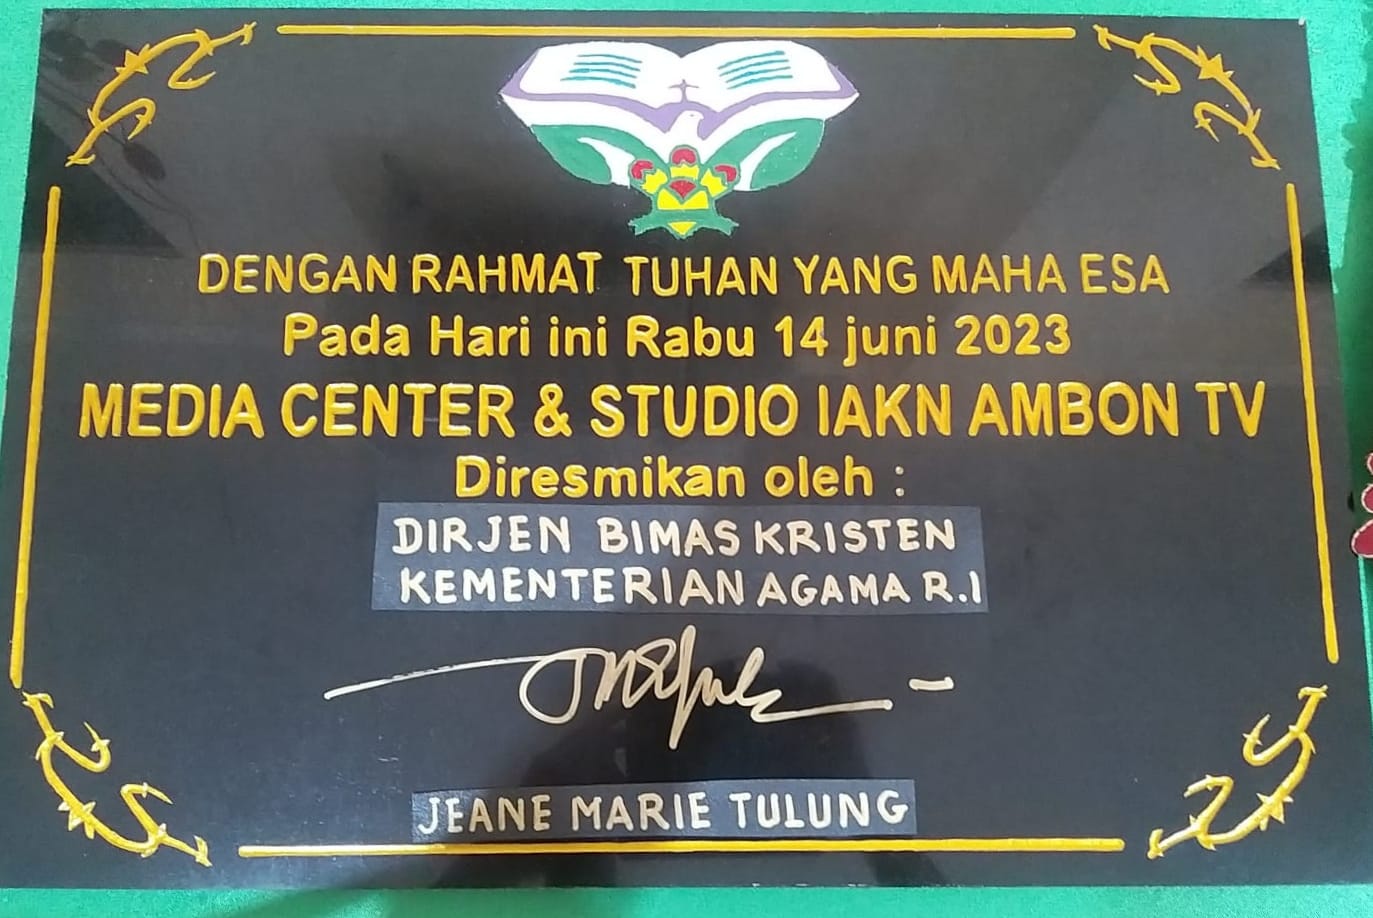 DENGAN RAHMAT TUHAN YANG MAHA ESA
Pada Hari ini Rabu 14 juni 2023
MEDIA CENTER & STUDIO IAKN AMBON TV
Diresmikan oleh :
DIRJEN BIMAS KRISTEN
KEMENTERIAN AGAMA R.I
JEANE MARIE TULUNG